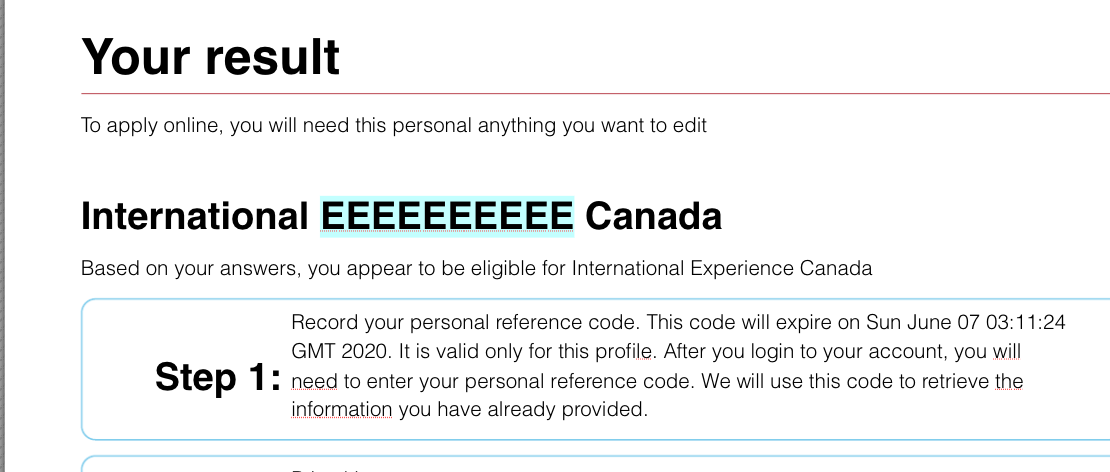 Your result
To apply online, you will need this personal anything you want to edit
International EEEEEEEEEE Canada
Based on your answers, you appear to be eligible for International Experience Canada
Record your personal reference code. This code will expire on Sun June 07 03:11:24
GMT 2020. It is valid only for this profile. After you login to your account, you will
Step 1: need to enter your personal reference code. We will use this code to retrieve the
information you have already provided.